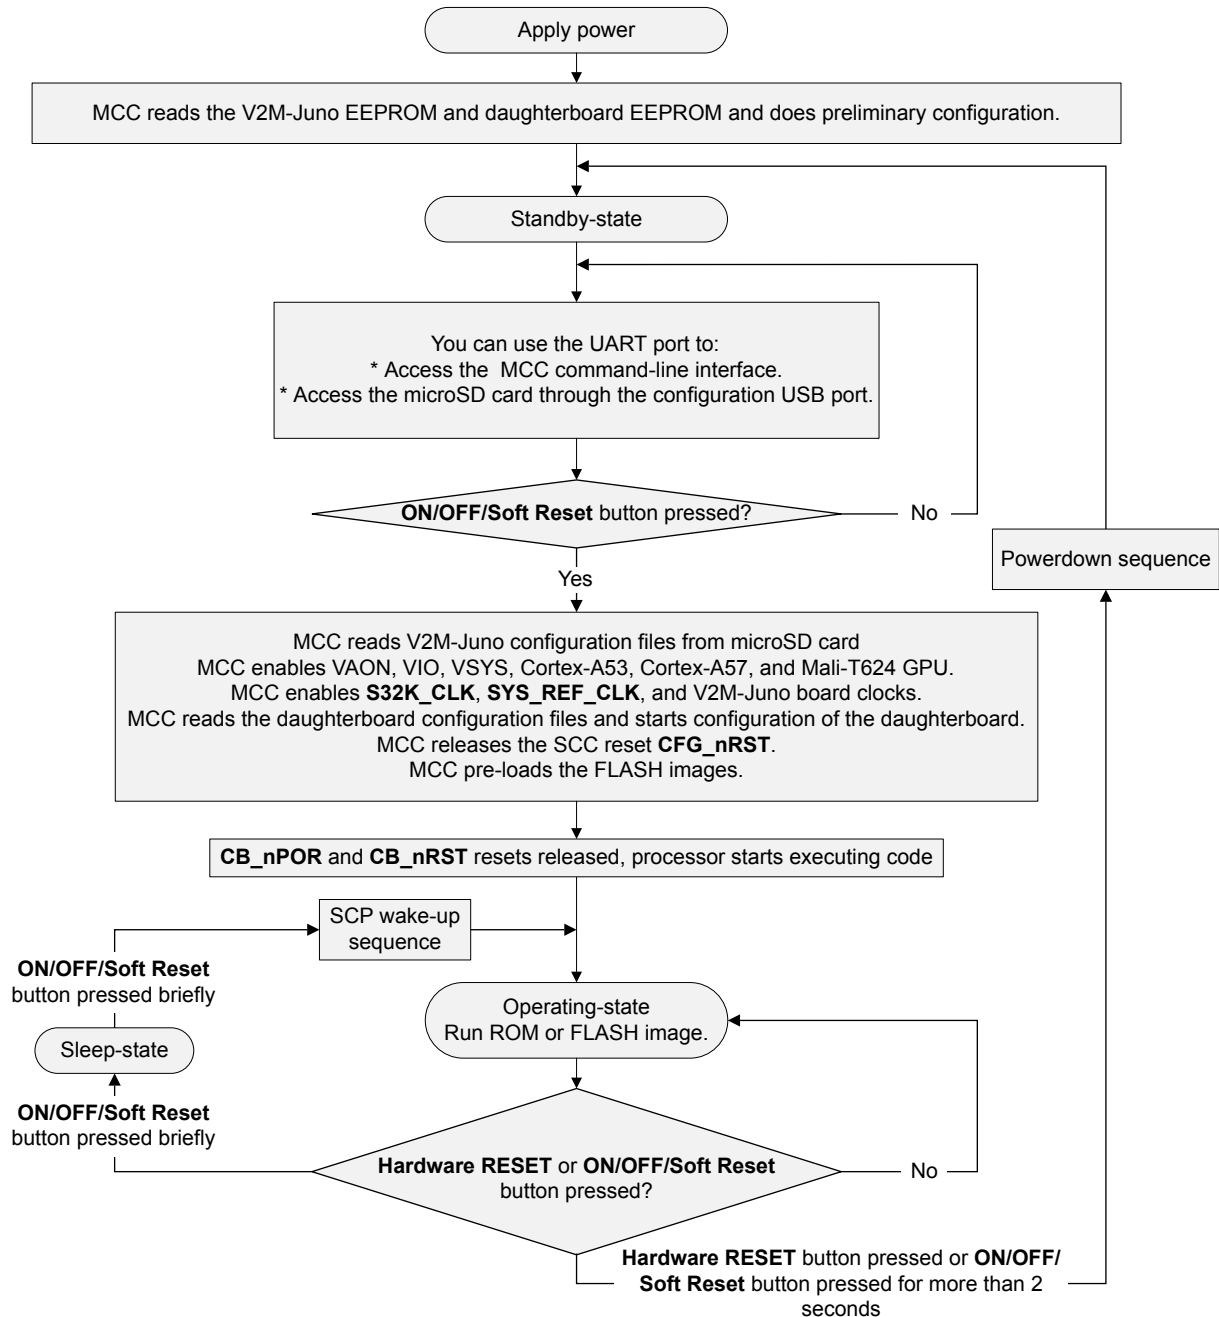 Apply power
MCC reads the V2M-Juno EEPROM and daughterboard EEPROM and does preliminary configuration.
Standby-state
You can use the UART port to:
* Access the MCC command-line interface.
* Access the microSD card through the configuration USB port.
ON/OFF/Soft Reset button pressed?
No
Powerdown sequence
Yes
MCC reads V2M-Juno configuration files from microSD card
MCC enables VAON, VIO, VSYS, Cortex-A53, Cortex-A57, and Mali-T624 GPU.
MCC enables S32K_CLK, SYS_REF_CLK, and V2M-Juno board clocks.
MCC reads the daughterboard configuration files and starts configuration of the daughterboard.
MCC releases the SCC reset CFG_nRST.
MCC pre-loads the FLASH images.
CB_nPOR and CB_nRST resets released, processor starts executing code
SCP wake-up
sequence
ON/OFF/Soft Reset
button pressed briefly
Operating-state
Run ROM or FLASH image.
Sleep-state
ON/OFF/Soft Reset
button pressed briefly
Hardware RESET or ON/OFF/Soft Reset
button pressed?
No
Hardware RESET button pressed or ON/OFF/
Soft Reset button pressed for more than 2
seconds